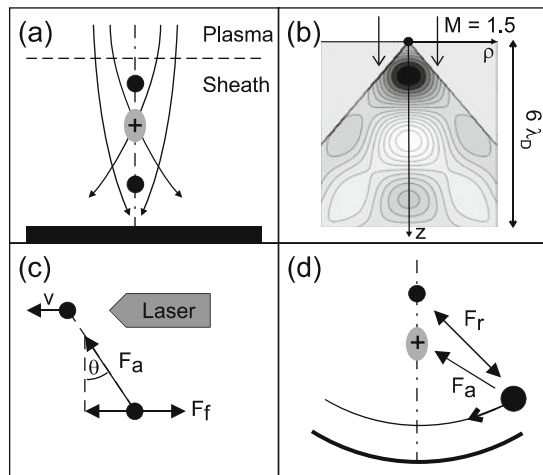 (a)
Plasma
Sheath
+
(b)
M = 1.5
ρ
6 λD
z
(c)
v
Laser
θ
Fa
Ff
(d)
Fr
+
Fa